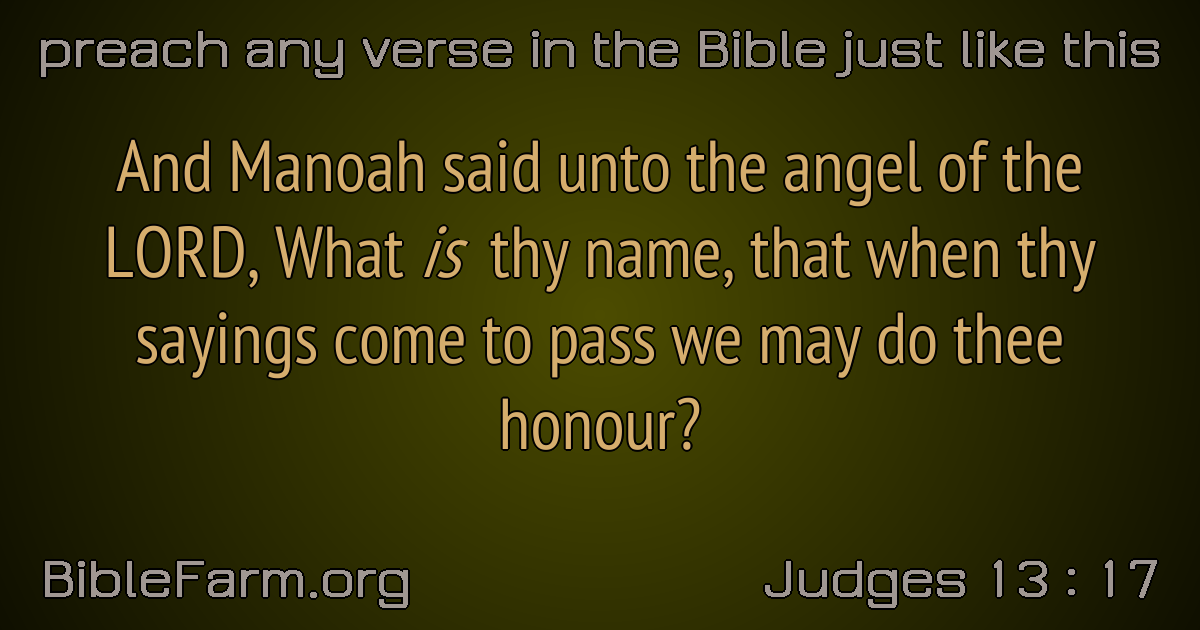 preach any verse in the Bible just like this
And Manoah said unto the angel of the
LORD, What is thy name, that when thy
sayings come to pass we may do thee
honour?
BibleFarm.org
Judges 13 : 17